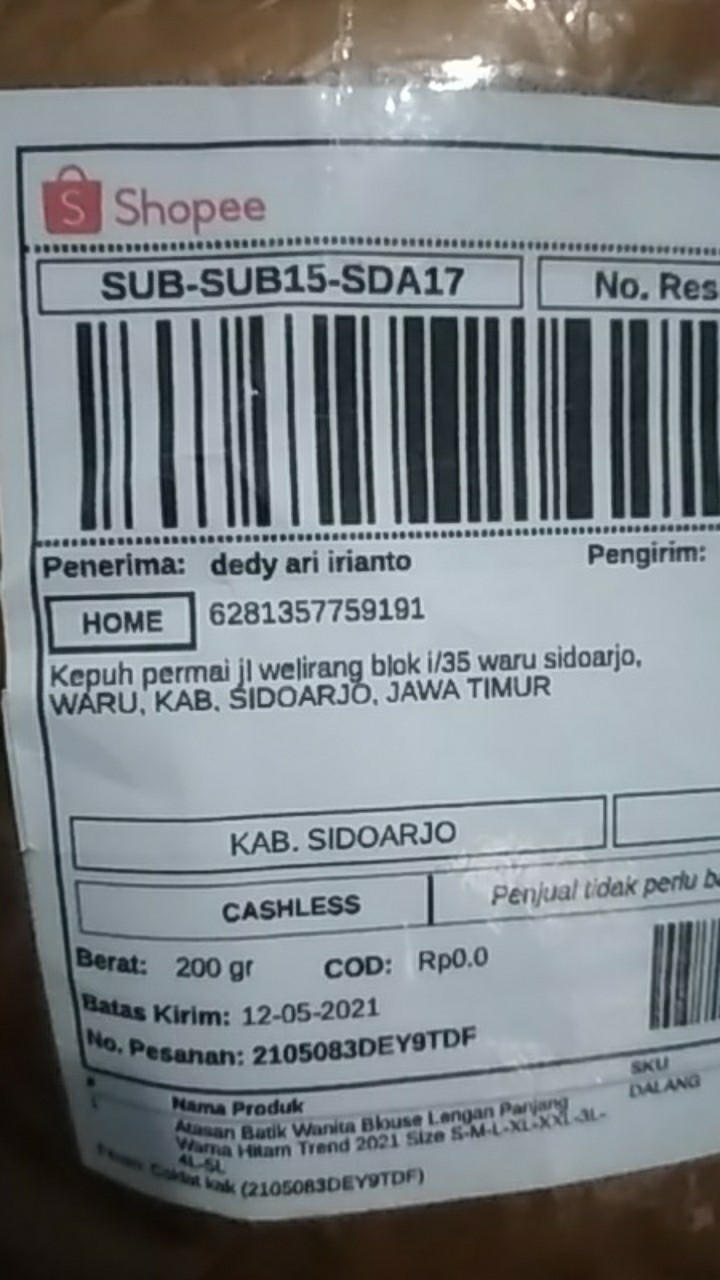 Shopee
SUB-SUB15-SDA17 No. Res
Penerima: dedy ari irianto Pengirim:
HOME 6281357759191
Kepuh permai jl welirang blok i/35 waru sidoarjo,
WARU, KAB. SIDOARJO, JAWA TIMUR
KAB. SIDOARJO
CASHLESS Penjual tidak perlu
Berat: 200 gr COD: Rp0.0
Batas Kirim: 12-05-2021
No. Pesanan: 2105083DEY9TDF
Nama Produk SKU
Atasan Batik Wanita Blouse Lengan Panjang DALANG
Warna Hitam Trend 2021 Size S-M-L-XL-XXL-3L-
4L-5L
Coklat kak (2105083DEY9TDF)